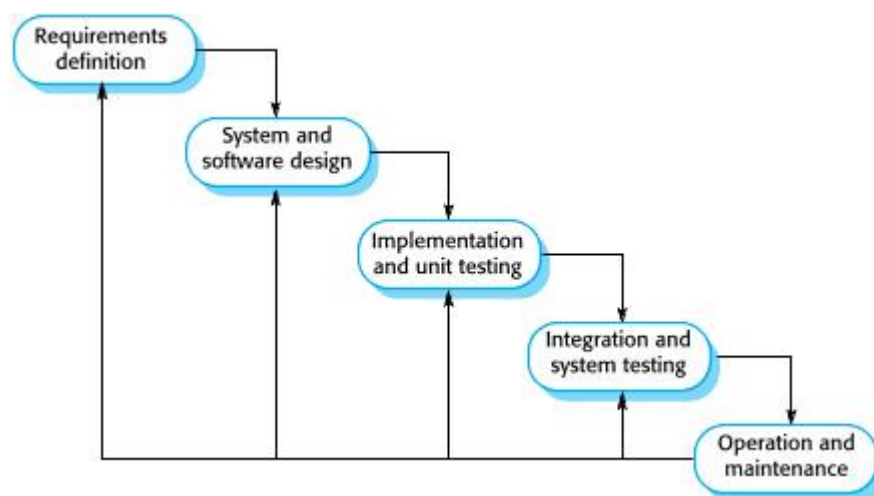 Requirements
definition
System and
software design
Implementation
and unit testing
Integration and
system testing
Operation and
maintenance